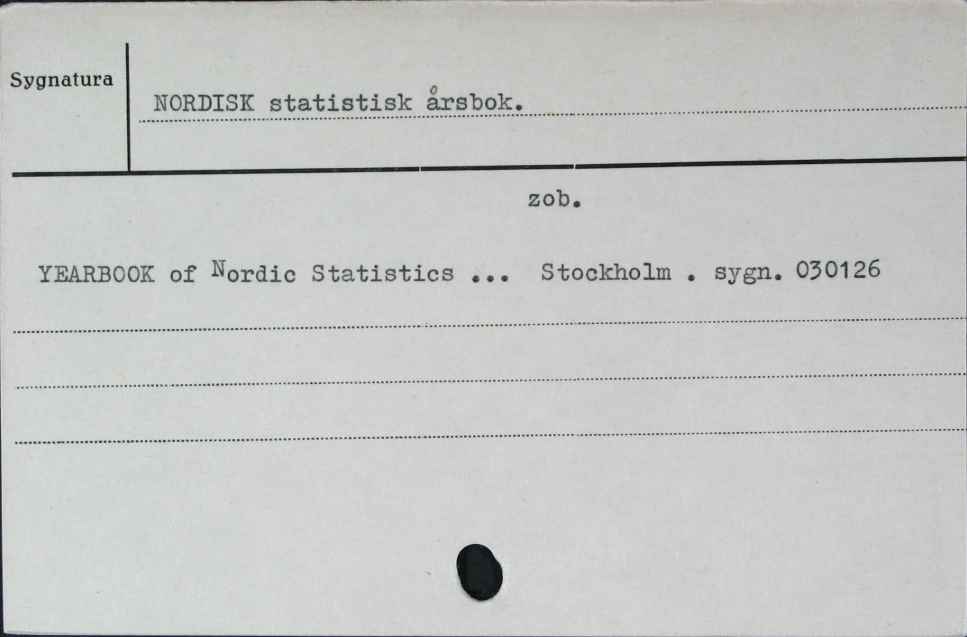 Sygnatura
NORDISK statistisk årsbok.
zob.
YEARBOOK of Nordic Statistics ... Stockholm . sygn. 030126